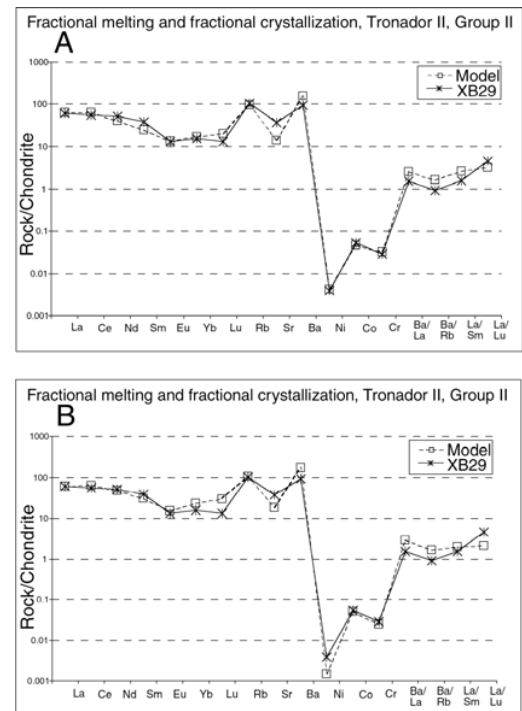 Fractional melting and fractional crystallization, Tronador II, Group II
A
Model
XB29
Rock/Chondrite
1000
100
10
1
0.1
0.01
0.001
La Ce Nd Sm Eu Yb Lu Rb Sr Ba Ni Co Cr Ba/La Ba/Rb La/Sm La/Lu
Fractional melting and fractional crystallization, Tronador II, Group II
B
Model
XB29
Rock/Chondrite
1000
100
10
1
0.1
0.01
0.001
La Ce Nd Sm Eu Yb Lu Rb Sr Ba Ni Co Cr Ba/La Ba/Rb La/Sm La/Lu